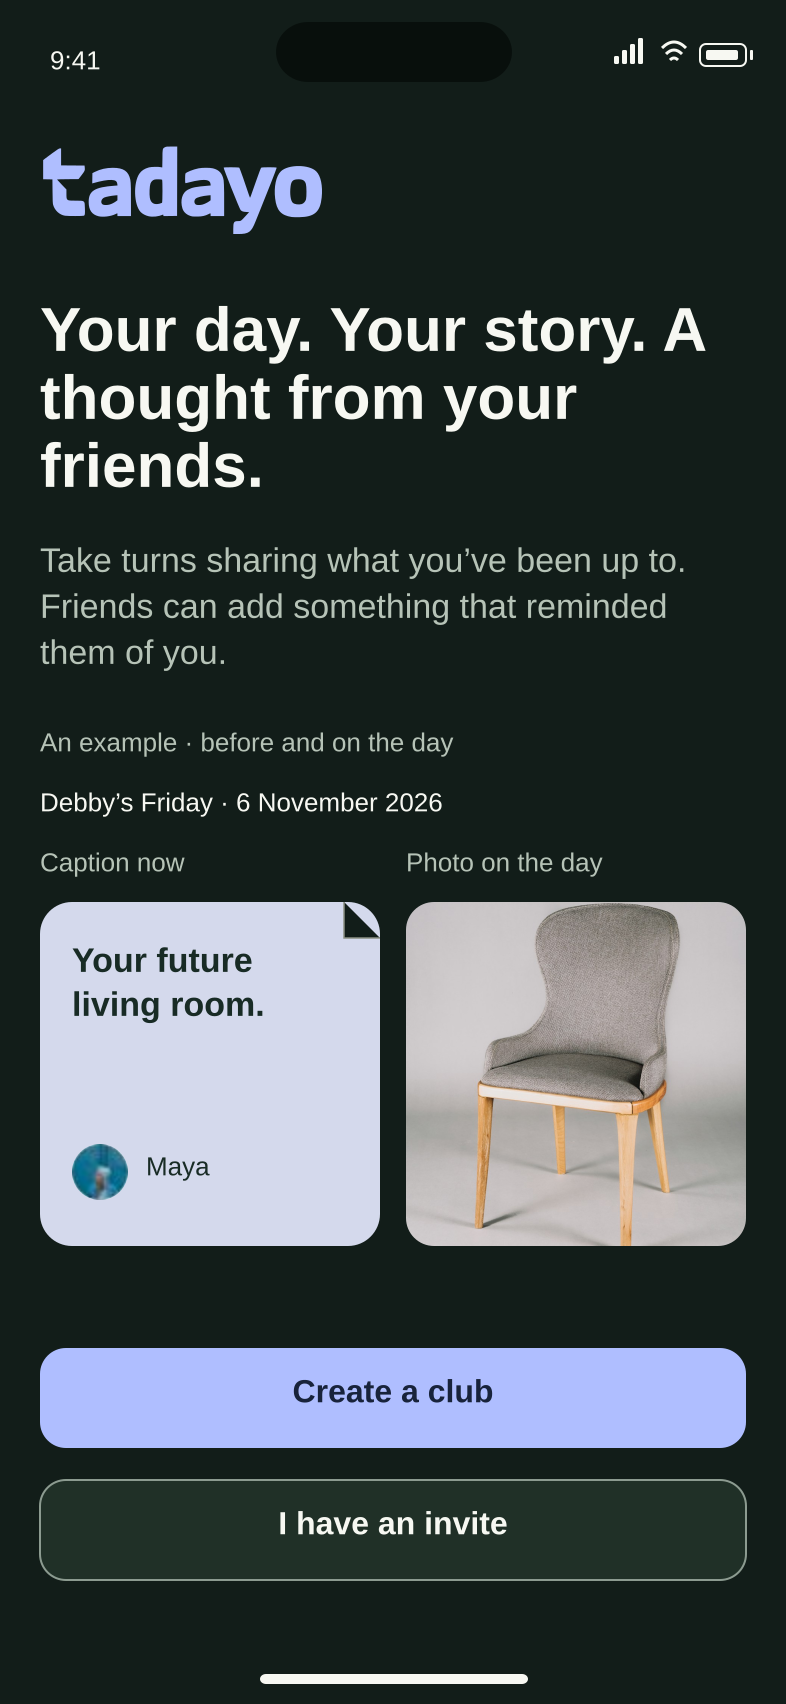 9:41
tadayo
Your day. Your story. A
thought from your
friends.
Take turns sharing what you’ve been up to.
Friends can add something that reminded
them of you.
An example · before and on the day
Debby’s Friday · 6 November 2026
Caption now
Photo on the day
Your future
living room.
Maya
Create a club
I have an invite